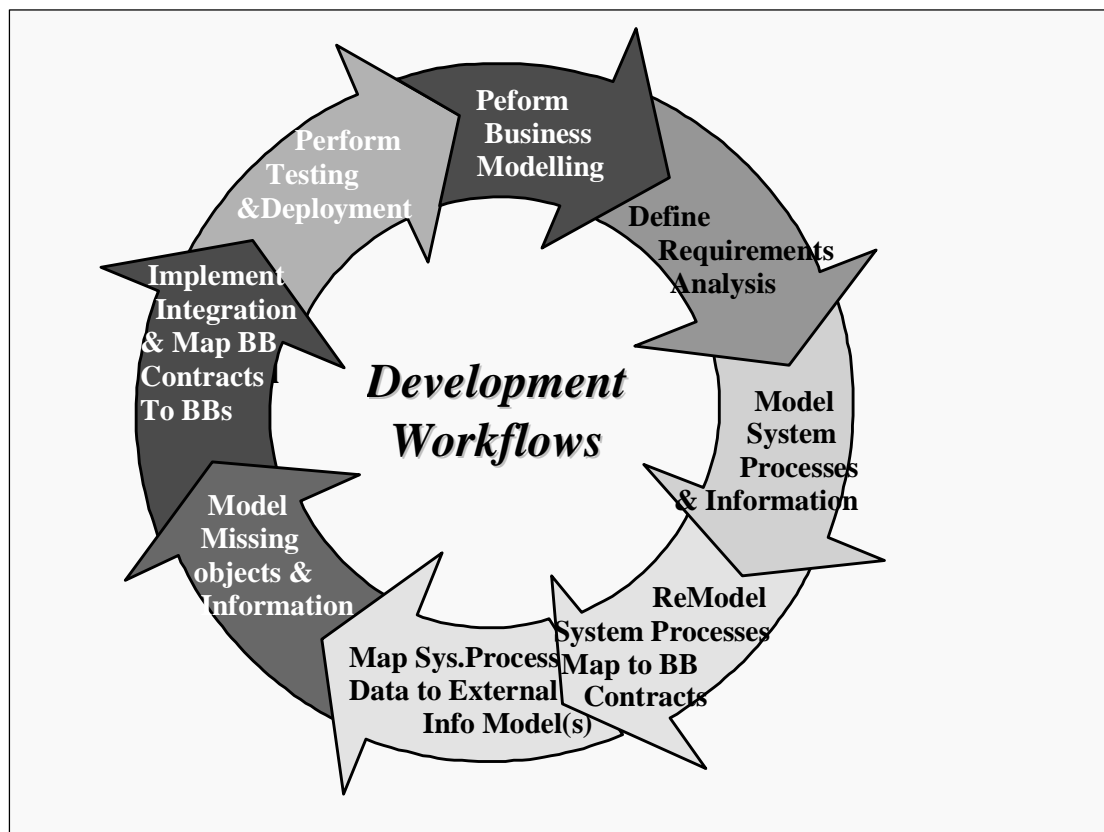 Peform
Business
Modelling
Define
Requirements
Analysis
Model
System
Processes
& Information
ReModel
System Processes
Map to BB
Contracts
Map Sys.Process
Data to External
Info Model(s)
Model
Missing
objects &
Information
Implement
Integration
& Map BB
Contracts
To BBs
Perform
Testing
&Deployment
Development
Workflows